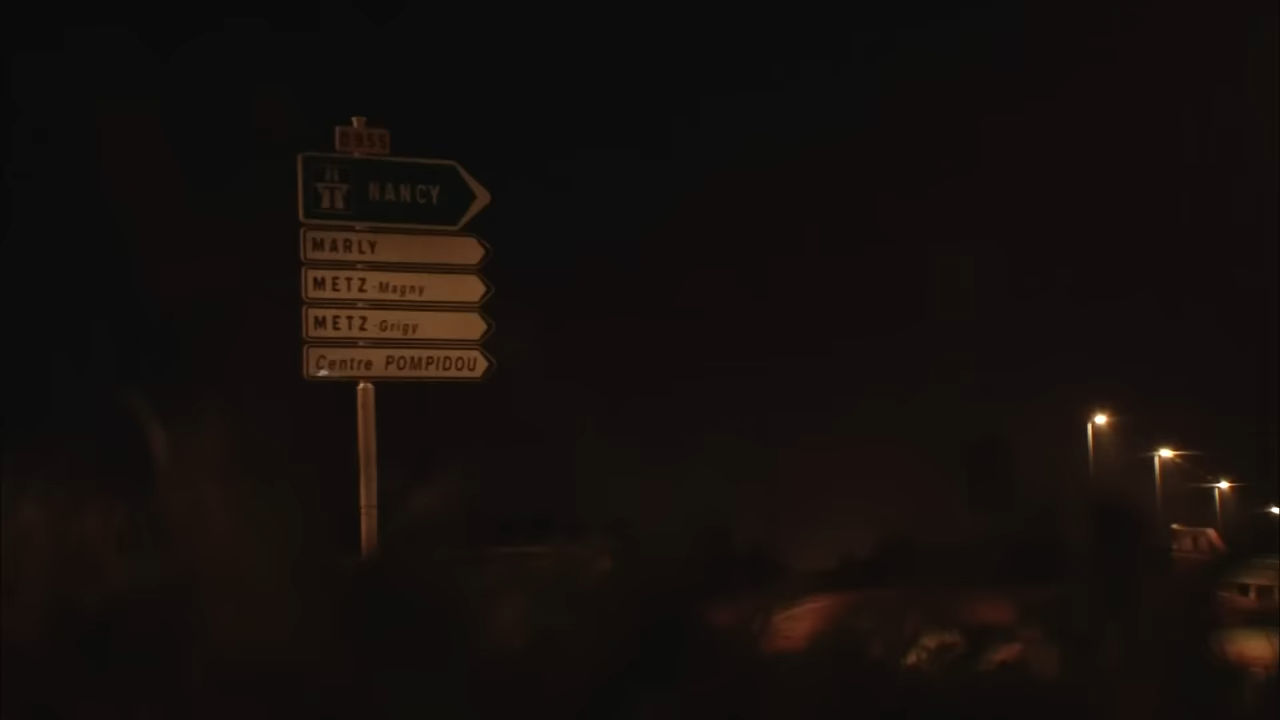 D955
NANCY
MARLY
METZ-Magny
METZ-Grigy
Centre POMPIDOU